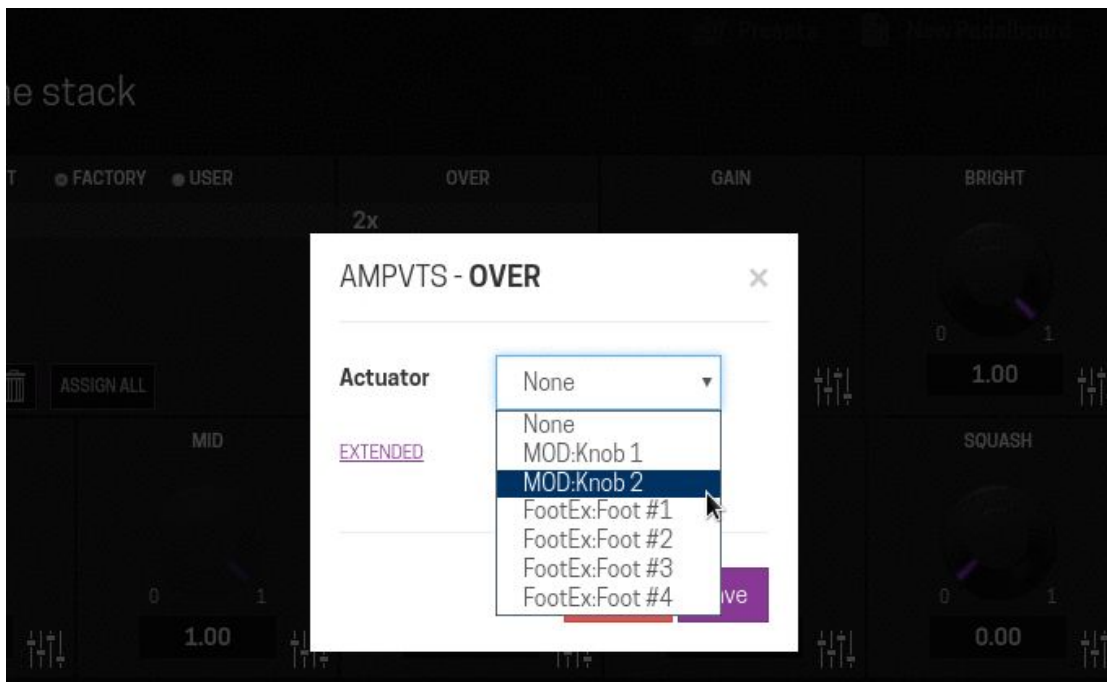 Presets New Pedalboard
e stack
T FACTORY USER OVER GAIN BRIGHT
2x
AMPVTS - OVER ×
0 1
Actuator None
ASSIGN ALL 1.00
None
MID SQUASH
EXTENDED MOD:Knob 1
MOD:Knob 2
FootEx:Foot #1
FootEx:Foot #2
FootEx:Foot #3
0 1 FootEx:Foot #4 ve 0 1
1.00 0.00